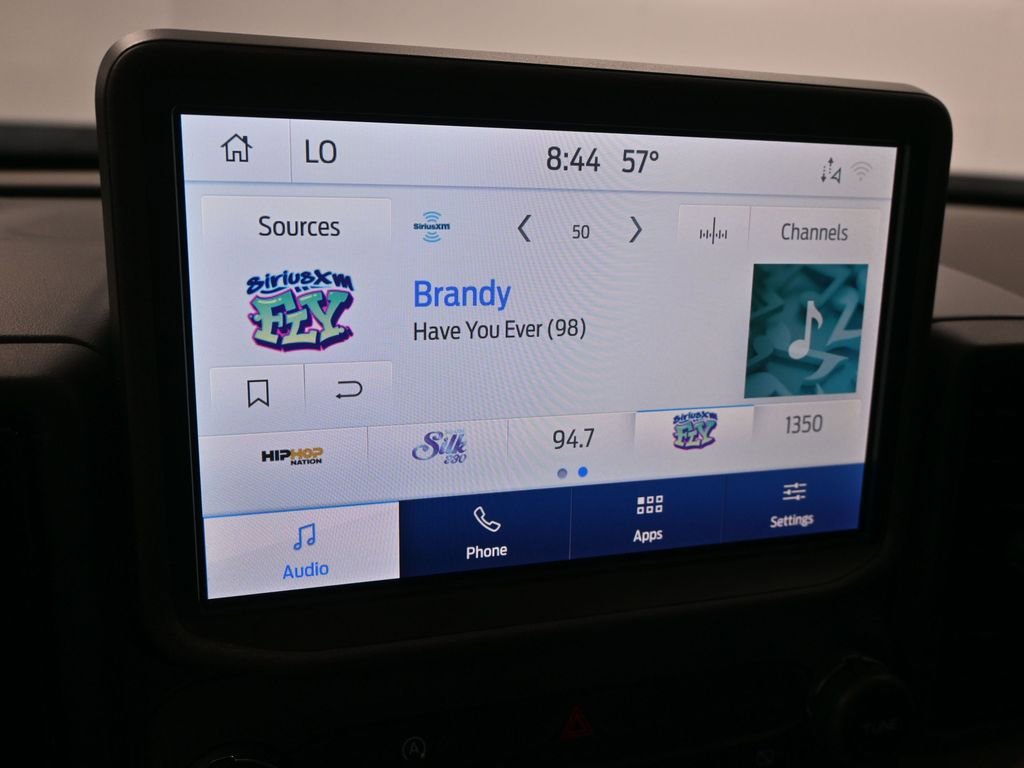 LO
8:44 57°
Sources
SiriusXM
50
Channels
SiriusXM
FLY
Brandy
Have You Ever (98)
HIPHOP
NATION
Silk
94.7
SiriusXM
FLY
1350
Audio
Phone
Apps
Settings
A
TUNE